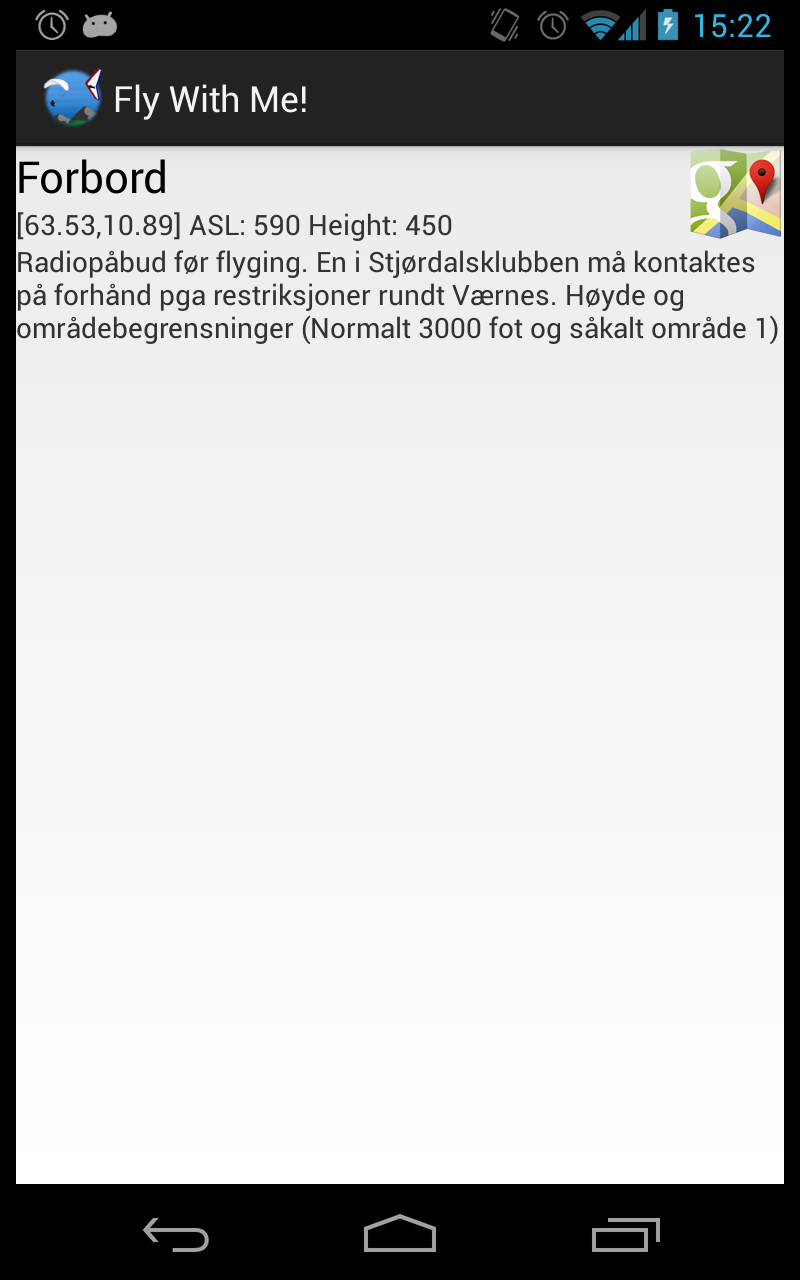 15:22
Fly With Me!
Forbord
[63.53,10.89] ASL: 590 Height: 450
Radiopåbud før flyging. En i Stjørdalsklubben må kontaktes
på forhånd pga restriksjoner rundt Værnes. Høyde og
områdebegrensninger (Normalt 3000 fot og såkalt område 1)